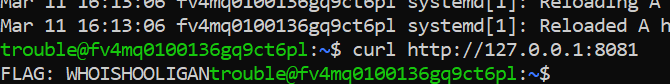 Mar 11 16:13:06 fv4mq0100136gq9ct6pl systemd[1]: Reloading A
Mar 11 16:13:06 fv4mq0100136gq9ct6pl systemd[1]: Reloaded A h
trouble@fv4mq0100136gq9ct6pl:~$ curl http://127.0.0.1:8081
FLAG: WHOISHOOLIGANtrouble@fv4mq0100136gq9ct6pl:~$